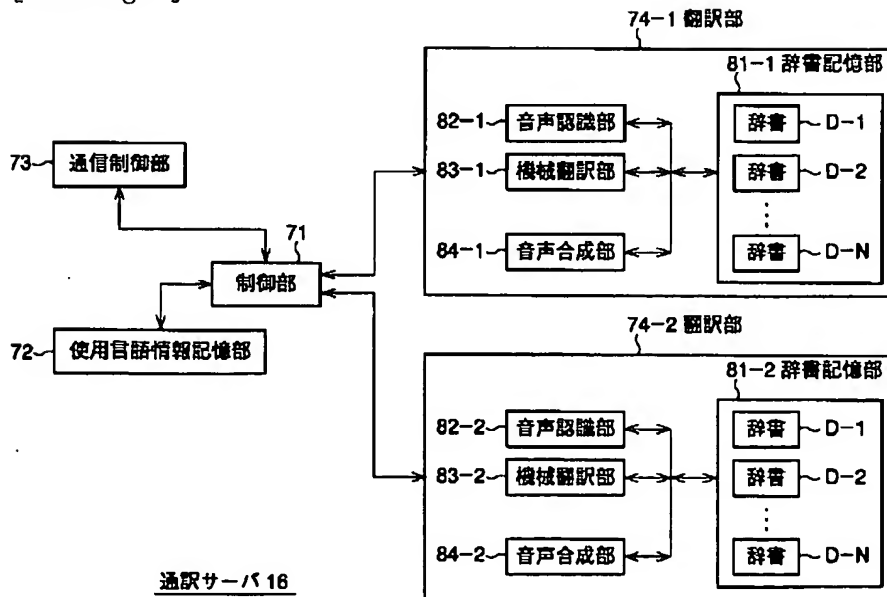 74-1 翻訳部
81-1 辞書記憶部
82-1 音声認識部
辞書 D-1
73 通信制御部
83-1 機械翻訳部
辞書 D-2
71
84-1 音声合成部
辞書 D-N
制御部
74-2 翻訳部
72 使用言語情報記憶部
81-2 辞書記憶部
82-2 音声認識部
辞書 D-1
83-2 機械翻訳部
辞書 D-2
84-2 音声合成部
辞書 D-N
通訳サーバ 16